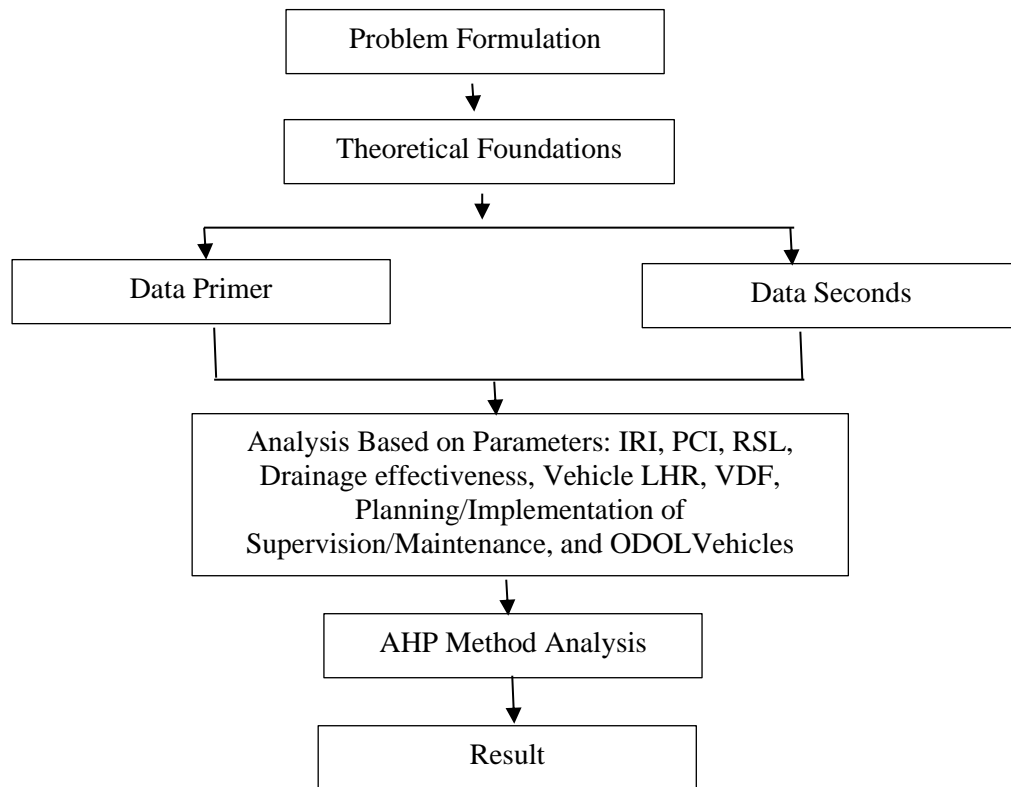 Problem Formulation
Theoretical Foundations
Data Primer
Data Seconds
Analysis Based on Parameters: IRI, PCI, RSL,
Drainage effectiveness, Vehicle LHR, VDF,
Planning/Implementation of
Supervision/Maintenance, and ODOLVehicles
AHP Method Analysis
Result